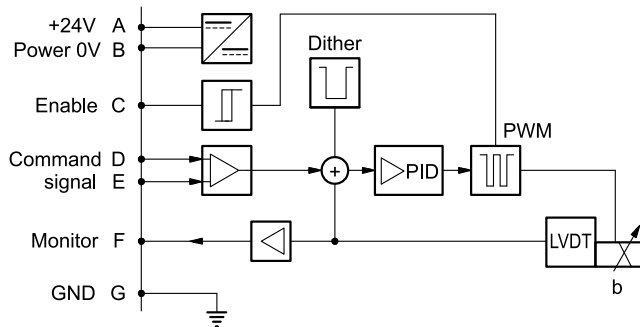 +24V A
Power 0V B
Dither
Enable C
PWM
Command D
signal E
+
PID
Monitor F
LVDT
b
GND G